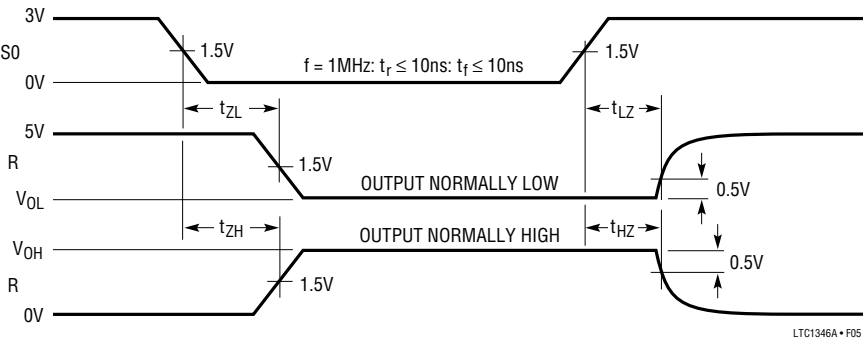 3V
S0
1.5V
f = 1MHz: tr ≤ 10ns: tf ≤ 10ns
1.5V
0V
tZL
tLZ
5V
R
1.5V
OUTPUT NORMALLY LOW
0.5V
VOL
tZH
tHZ
VOH
OUTPUT NORMALLY HIGH
0.5V
R
1.5V
0V
LTC1346A • F05